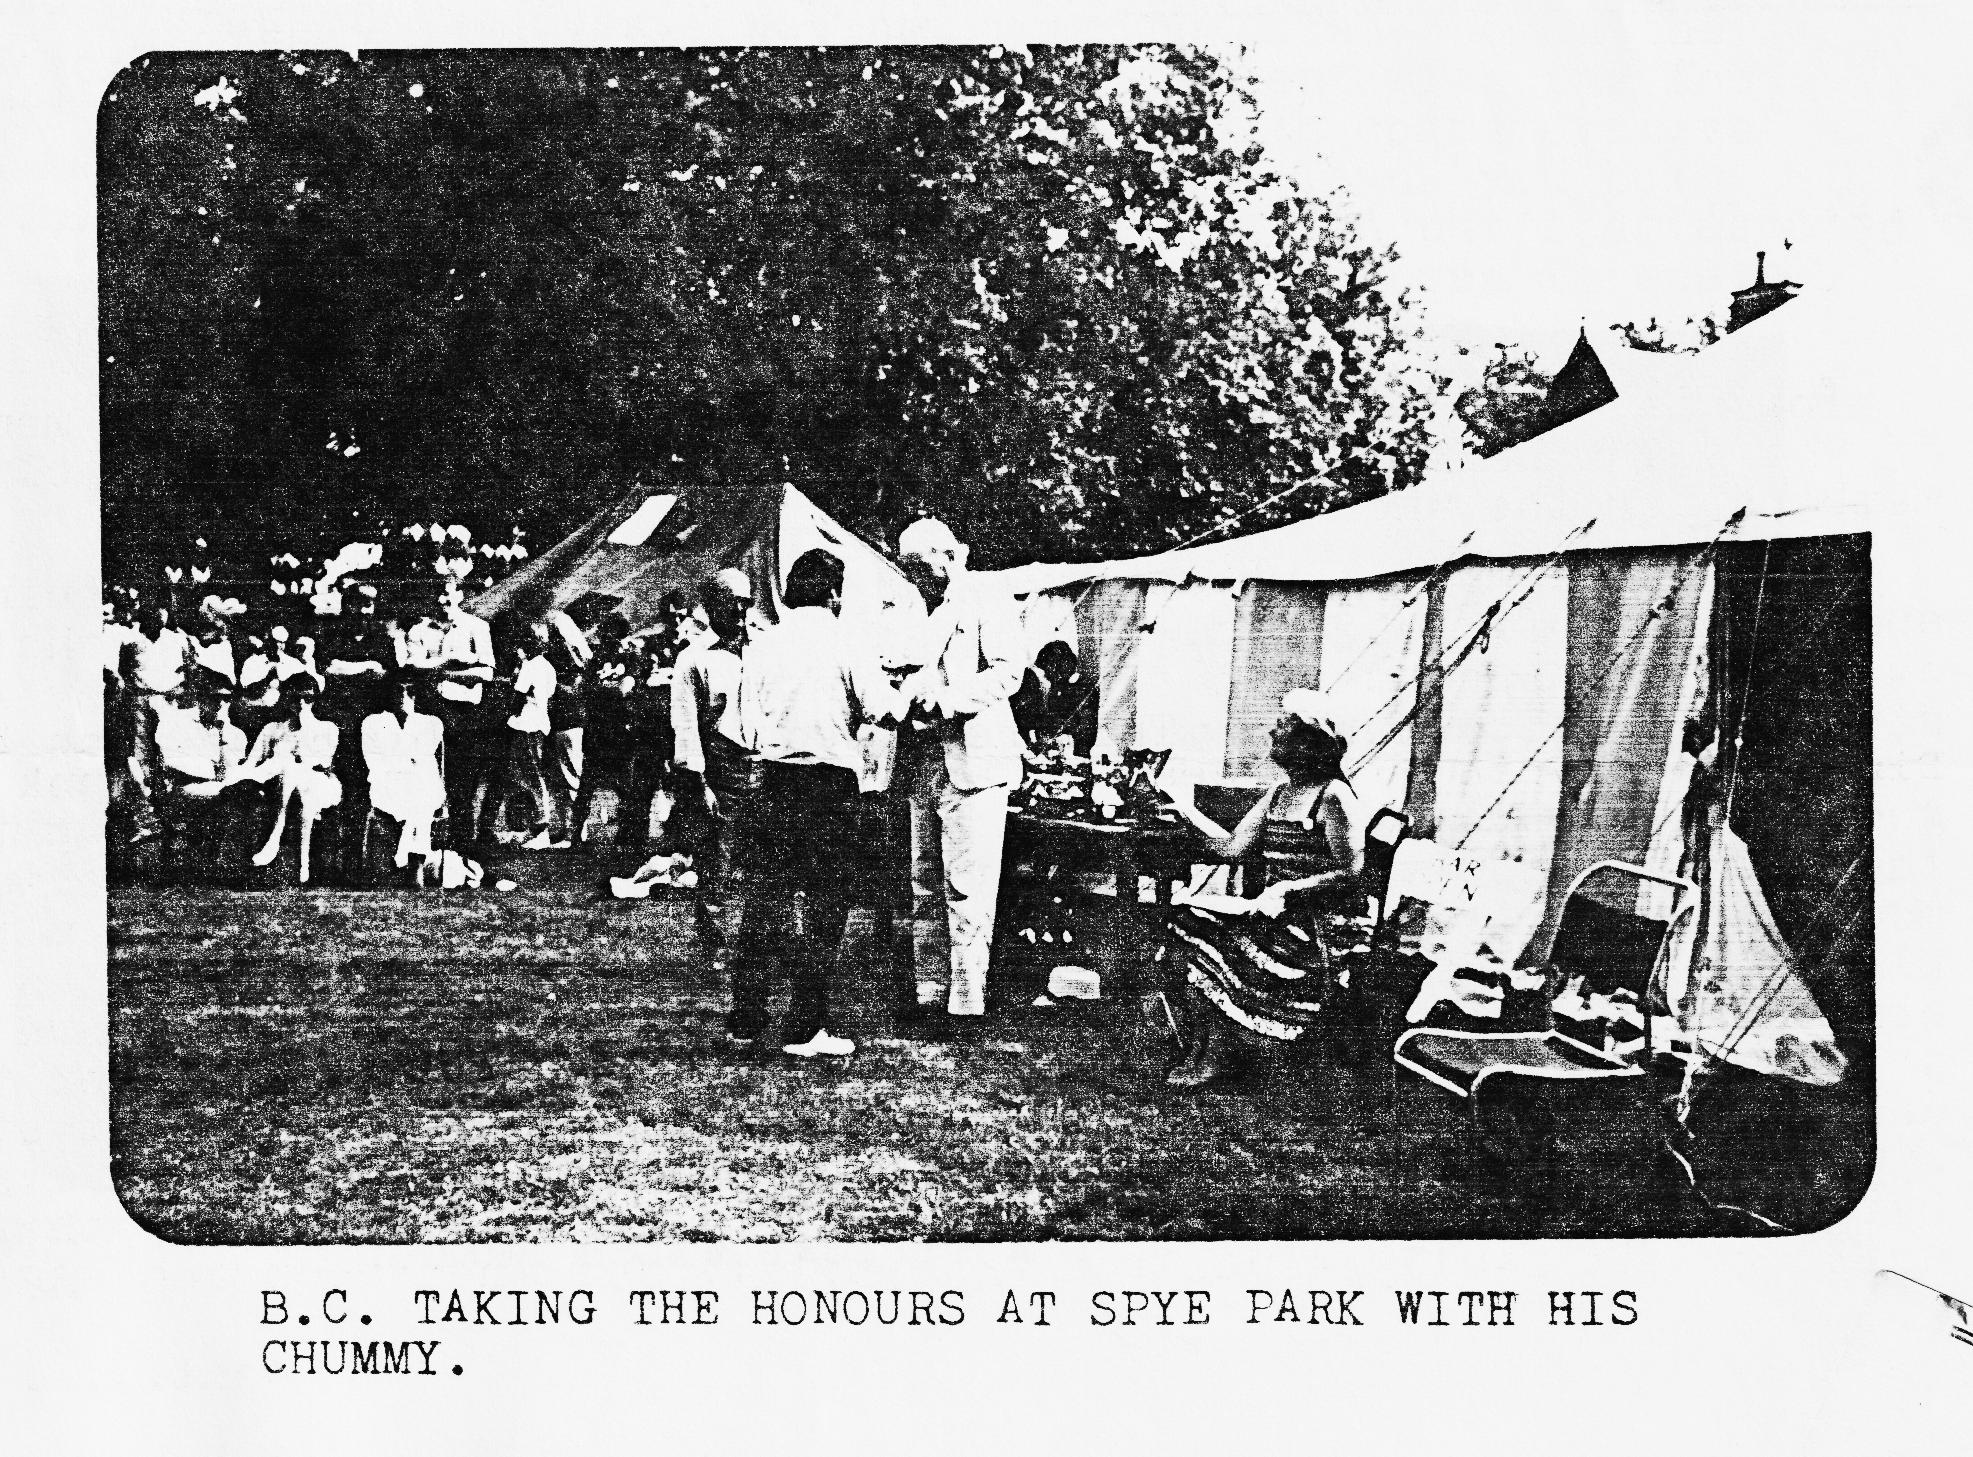 B.C. TAKING THE HONOURS AT SPYE PARK WITH HIS
CHUMMY.